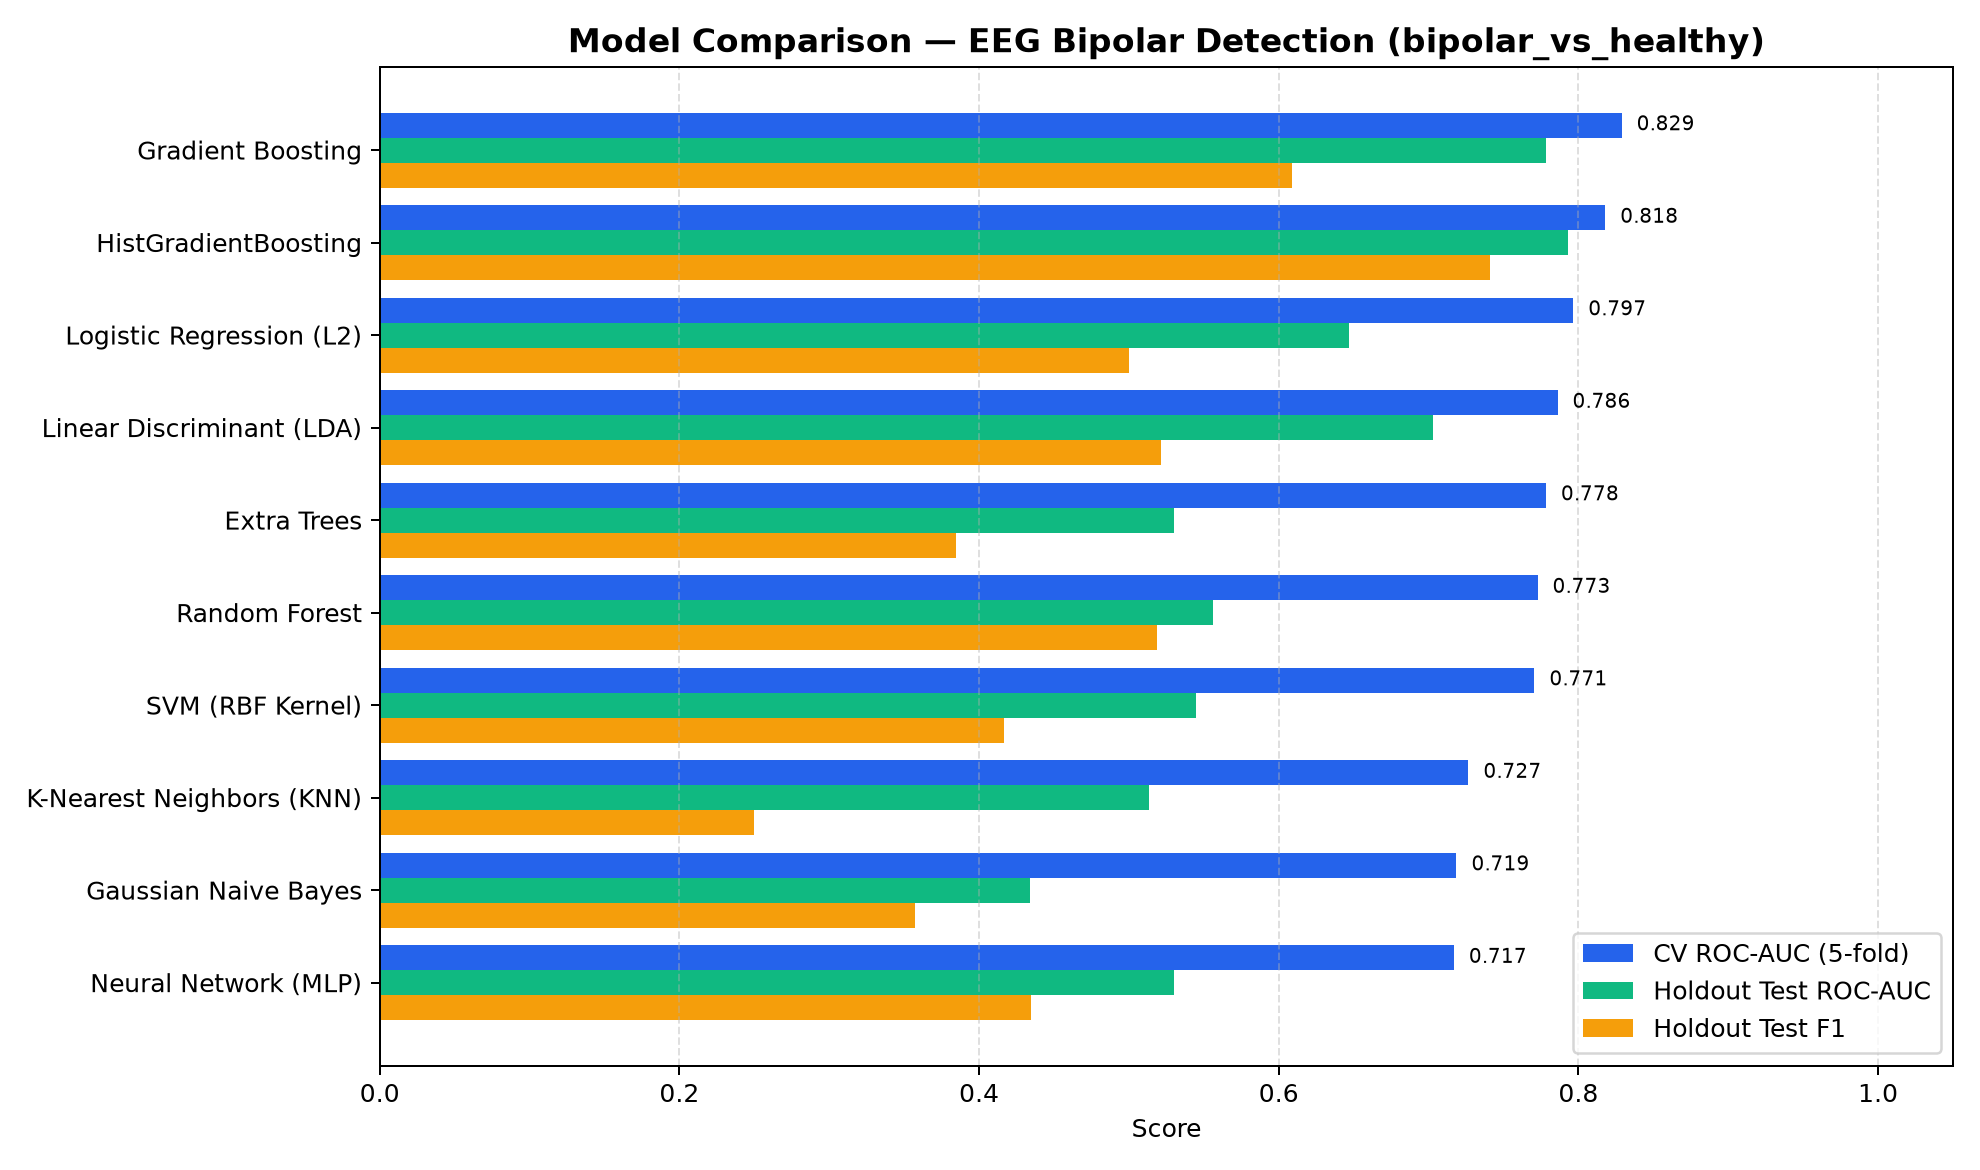 Model Comparison — EEG Bipolar Detection (bipolar_vs_healthy)
Gradient Boosting
0.829
HistGradientBoosting
0.818
Logistic Regression (L2)
0.797
Linear Discriminant (LDA)
0.786
Extra Trees
0.778
Random Forest
0.773
SVM (RBF Kernel)
0.771
K-Nearest Neighbors (KNN)
0.727
Gaussian Naive Bayes
0.719
Neural Network (MLP)
0.717
CV ROC-AUC (5-fold)
Holdout Test ROC-AUC
Holdout Test F1
0.0 0.2 0.4 0.6 0.8 1.0
Score